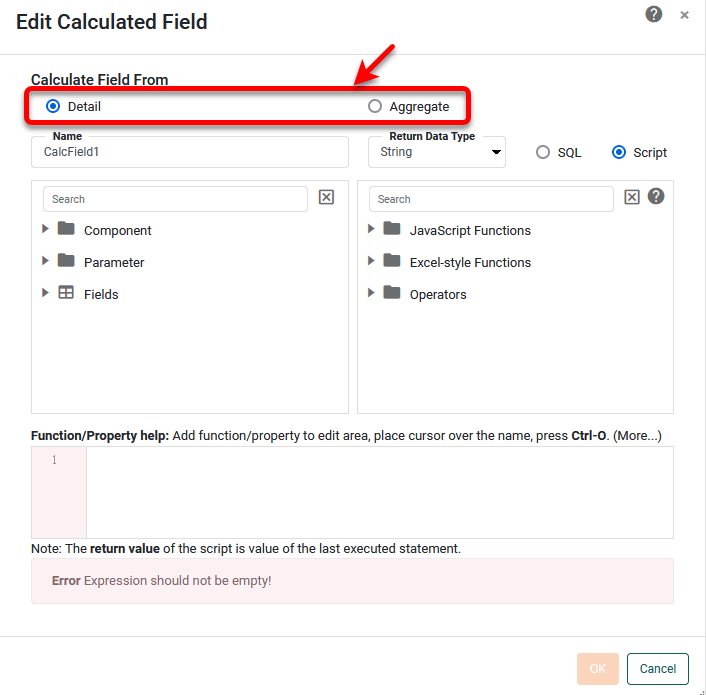 Edit Calculated Field
Calculate Field From
Detail Aggregate
Name Return Data Type
CalcField1 String SQL Script
Search Search
Component JavaScript Functions
Parameter Excel-style Functions
Fields Operators
Function/Property help: Add function/property to edit area, place cursor over the name, press Ctrl-O. (More...)
1
Note: The return value of the script is value of the last executed statement.
Error Expression should not be empty!
OK Cancel